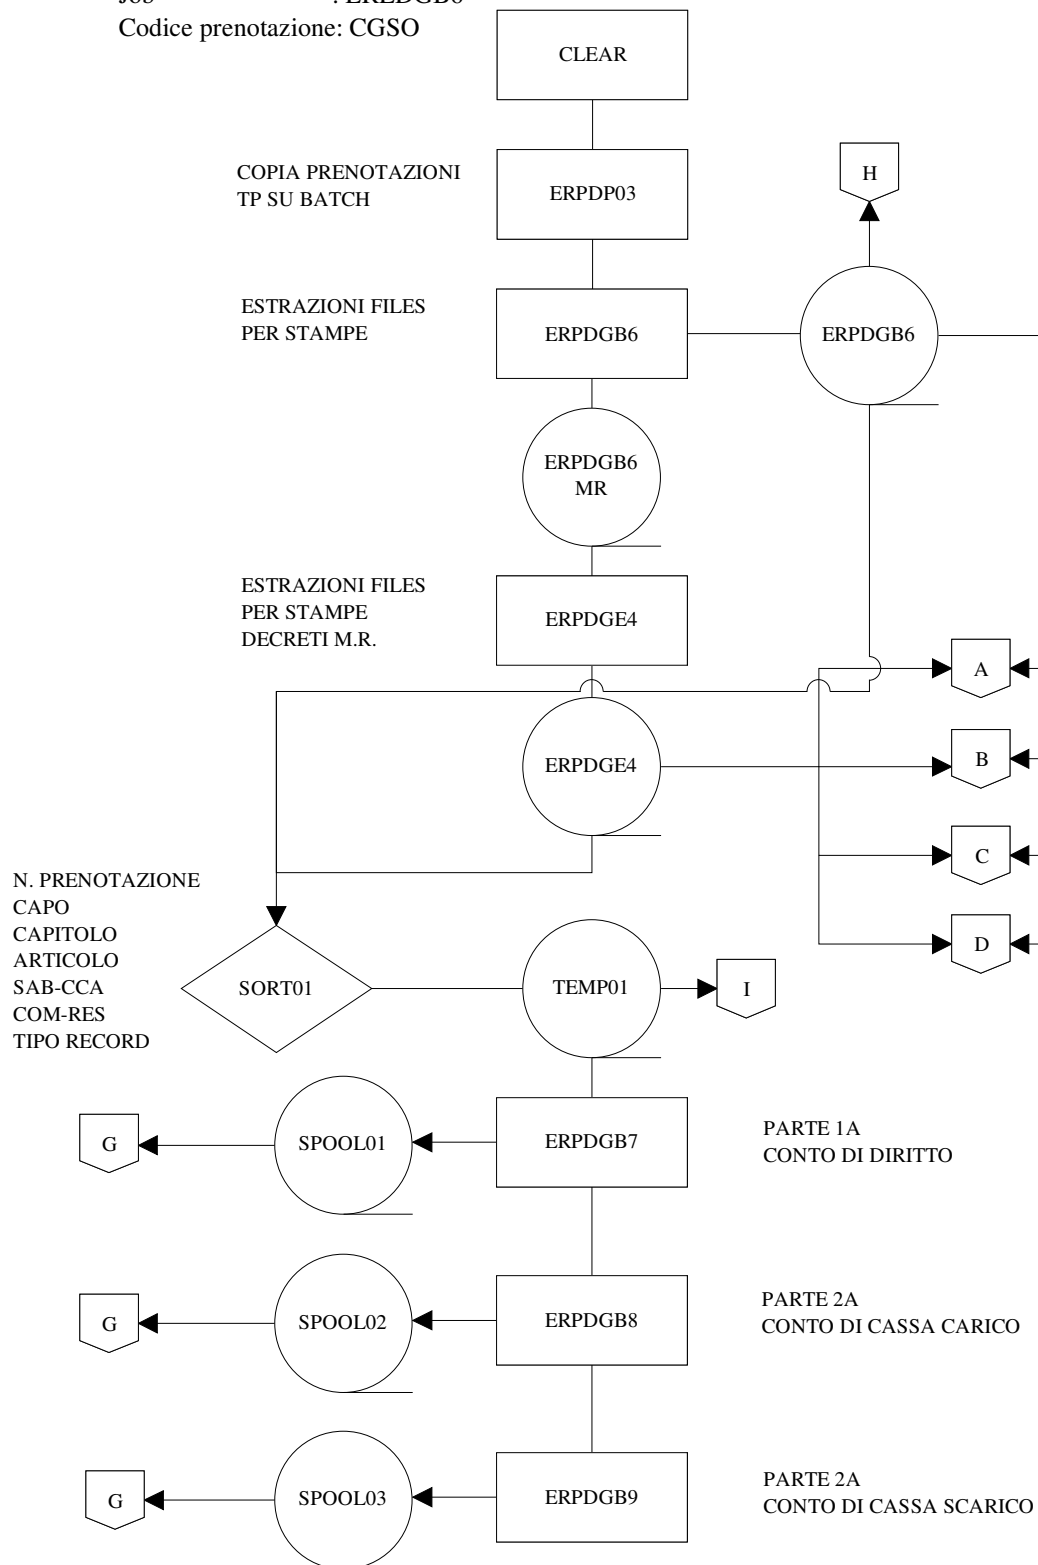 Codice prenotazione: CGSO
CLEAR
COPIA PRENOTAZIONI
TP SU BATCH
ERPDP03
H
ESTRAZIONI FILES
PER STAMPE
ERPDGB6
ERPDGB6
ERPDGB6
MR
ESTRAZIONI FILES
PER STAMPE
DECRETI M.R.
ERPDGE4
A
ERPDGE4
B
C
N. PRENOTAZIONE
CAPO
CAPITOLO
ARTICOLO
SAB-CCA
COM-RES
TIPO RECORD
D
SORT01
TEMP01
I
G
SPOOL01
ERPDGB7
PARTE 1A
CONTO DI DIRITTO
G
SPOOL02
ERPDGB8
PARTE 2A
CONTO DI CASSA CARICO
G
SPOOL03
ERPDGB9
PARTE 2A
CONTO DI CASSA SCARICO